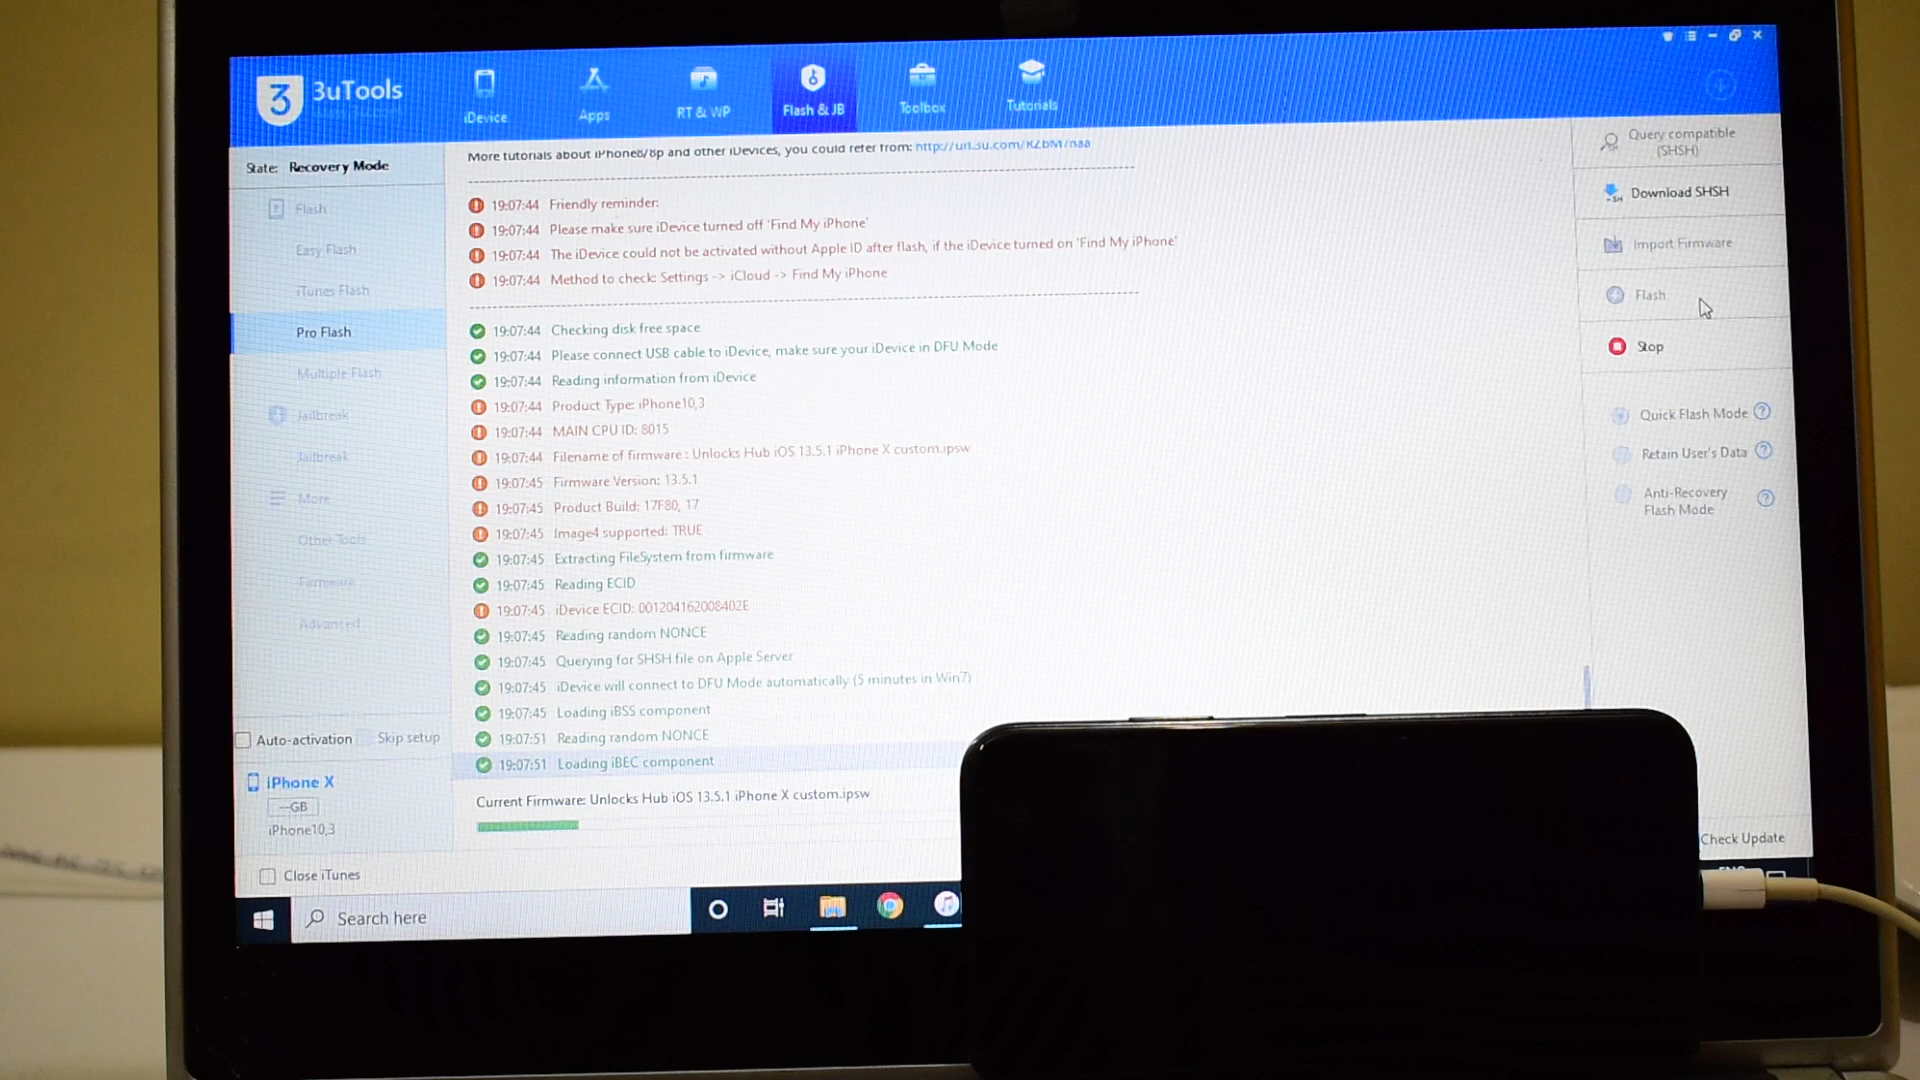 3 3uTools
iDevice
Apps
RT & WP
Flash & JB
Toolbox
Tutorials
State: Recovery Mode
Flash
Easy Flash
iTunes Flash
Pro Flash
Multiple Flash
Jailbreak
Jailbreak
More
Other Tools
Firmware
Advanced
Auto-activation Skip setup
iPhone X
--GB
iPhone10,3
Close iTunes
More tutorials about iPhone8/8p and other iDevices, you could refer from:
19:07:44 Friendly reminder:
19:07:44 Please make sure iDevice turned off 'Find My iPhone'
19:07:44 The iDevice could not be activated without Apple ID after flash, if the iDevice turned on 'Find My iPhone'
19:07:44 Method to check: Settings -> iCloud -> Find My iPhone
19:07:44 Checking disk free space
19:07:44 Please connect USB cable to iDevice, make sure your iDevice in DFU Mode
19:07:44 Reading information from iDevice
19:07:44 Product Type: iPhone10,3
19:07:44 MAIN CPU ID: 8015
19:07:44 Filename of firmware : Unlocks Hub iOS 13.5.1 iPhone X custom.ipsw
19:07:45 Firmware Version: 13.5.1
19:07:45 Product Build: 17F80, 17
19:07:45 Image4 supported: TRUE
19:07:45 Extracting FileSystem from firmware
19:07:45 Reading ECID
19:07:45 iDevice ECID: 001204162008402E
19:07:45 Reading random NONCE
19:07:45 Querying for SHSH file on Apple Server
19:07:45 iDevice will connect to DFU Mode automatically (5 minutes in Win7)
19:07:45 Loading iBSS component
19:07:51 Reading random NONCE
19:07:51 Loading iBEC component
Current Firmware: Unlocks Hub iOS 13.5.1 iPhone X custom.ipsw
Query compatible
(SHSH)
Download SHSH
Import Firmware
Flash
Stop
Quick Flash Mode ?
Retain User's Data ?
Anti-Recovery
Flash Mode ?
Check Update
Search here